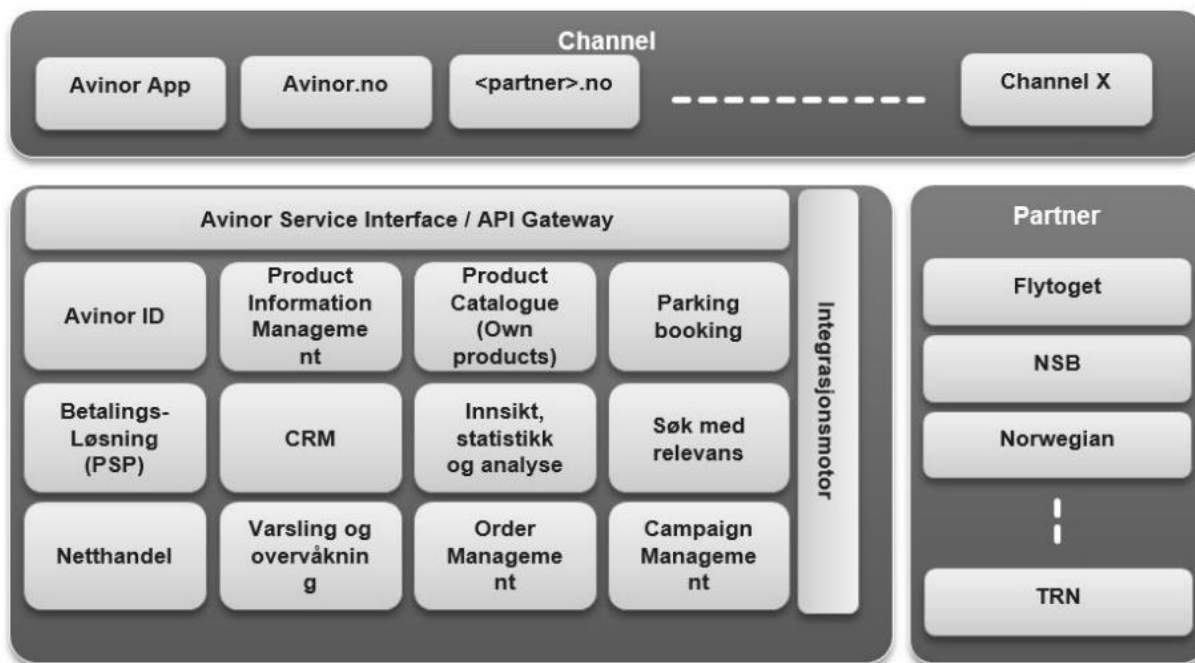 Channel
Avinor App
Avinor.no
<partner>.no
Channel X
Avinor Service Interface / API Gateway
Avinor ID
Product
Information
Manageme
nt
Product
Catalogue
(Own
products)
Parking
booking
Betalings-
Løsning
(PSP)
CRM
Innsikt,
statistikk
og analyse
Søk med
relevans
Netthandel
Varsling og
overvåknin
g
Order
Manageme
nt
Campaign
Manageme
nt
Integrasjonsmotor
Partner
Flytoget
NSB
Norwegian
TRN